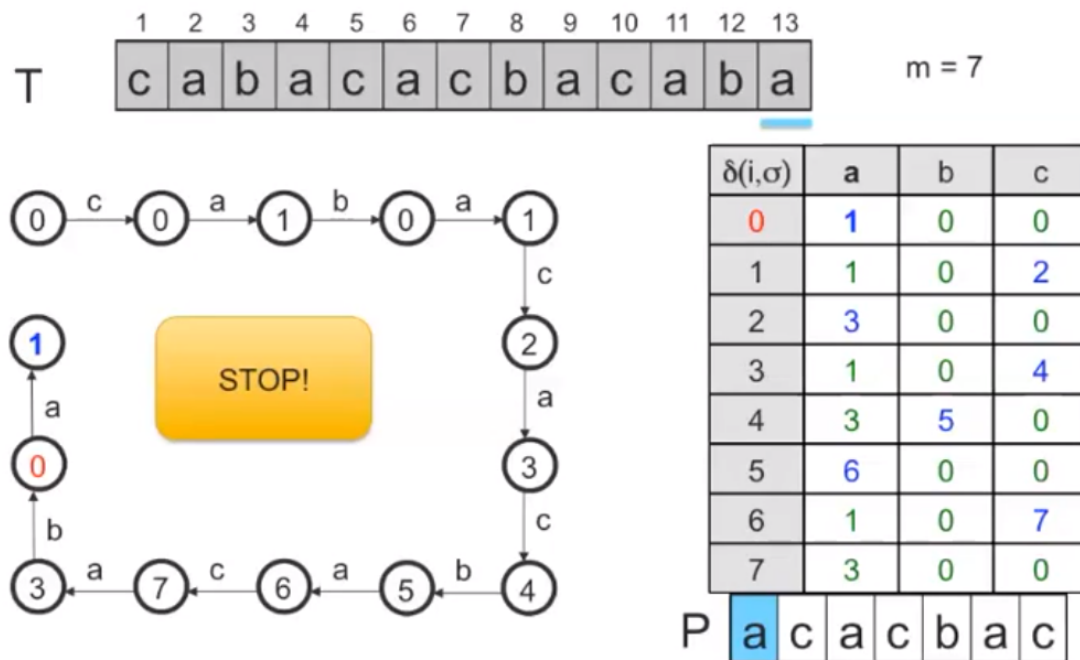 1 2 3 4 5 6 7 8 9 10 11 12 13
T c a b a c a c b a c a b a
m = 7
0 c 0 a 1 b 0 a 1
c
2
a
3
c
4
b 5 a 6 c 7 a 3
b
0
a
1
STOP!
δ(i,σ) a b c
0 1 0 0
1 1 0 2
2 3 0 0
3 1 0 4
4 3 5 0
5 6 0 0
6 1 0 7
7 3 0 0
P a c a c b a c